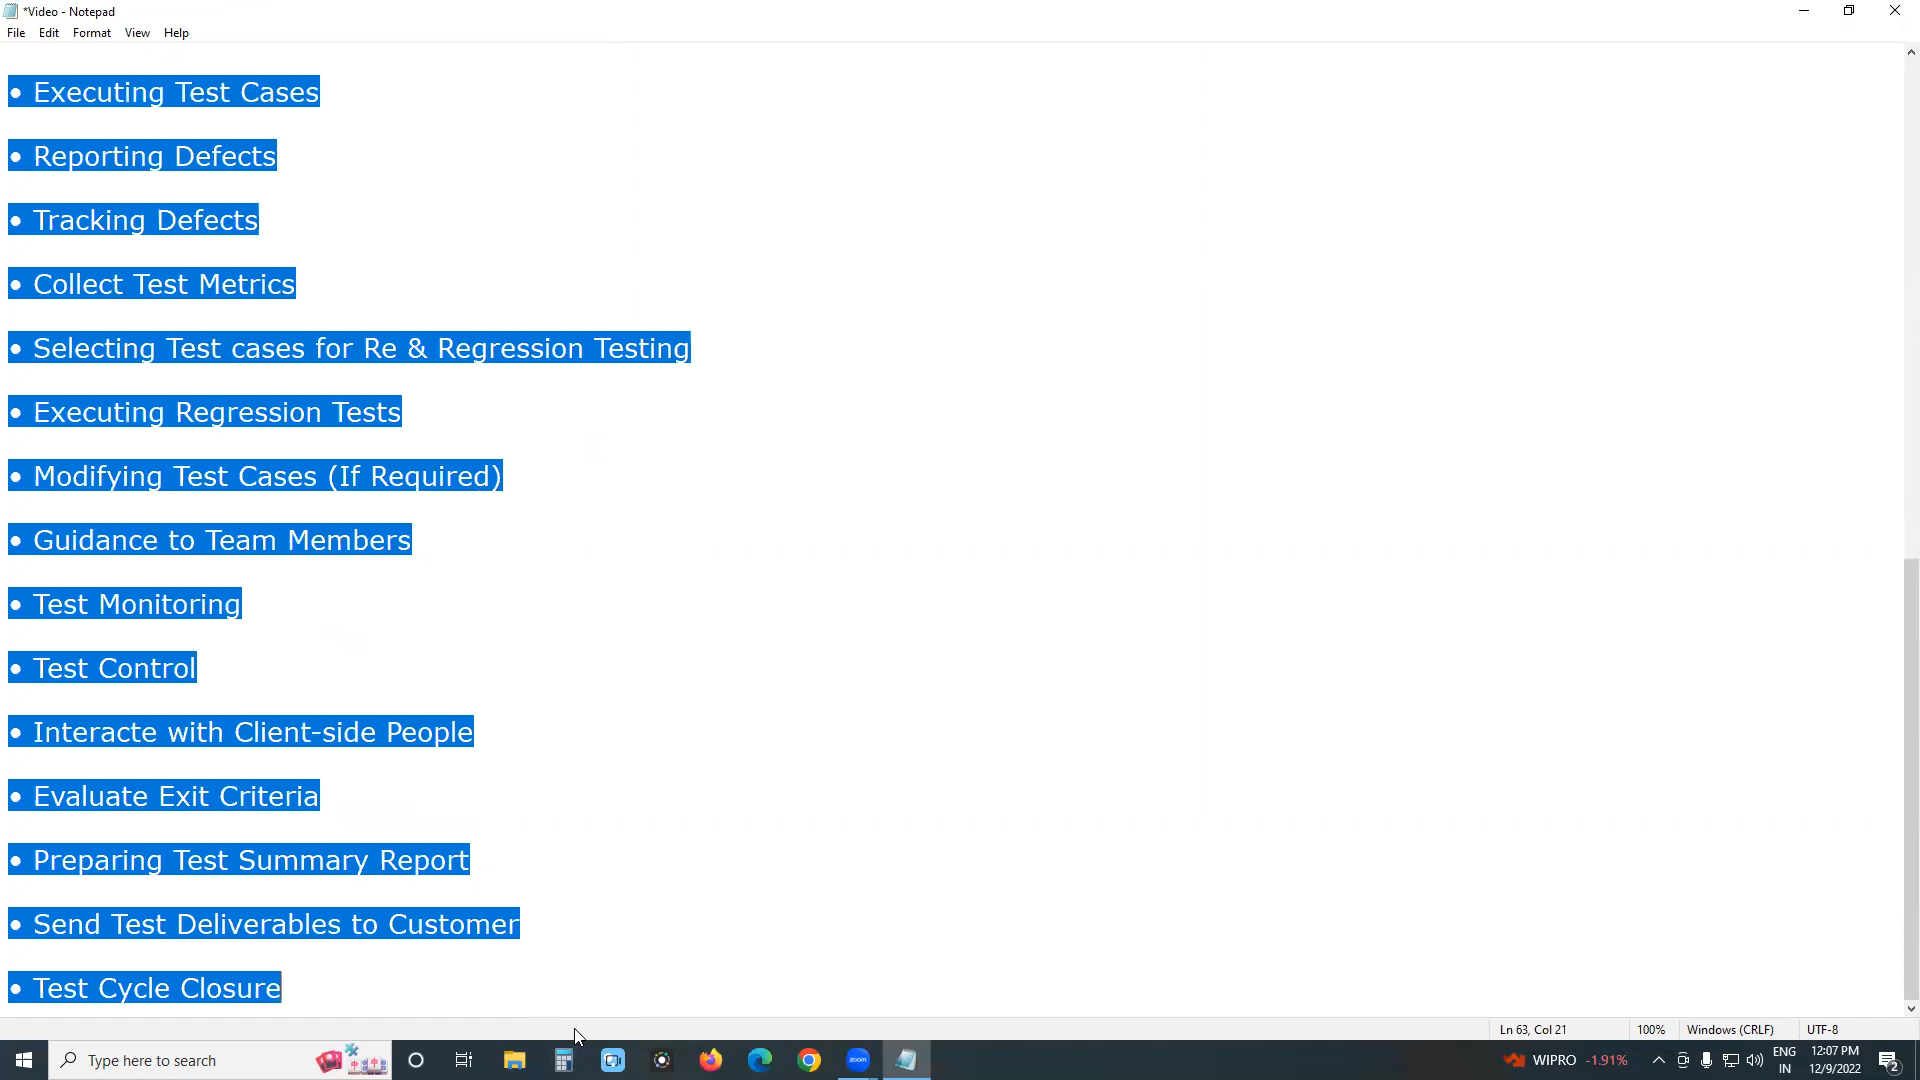 *Video - Notepad
File Edit Format View Help
• Executing Test Cases
• Reporting Defects
• Tracking Defects
• Collect Test Metrics
• Selecting Test cases for Re & Regression Testing
• Executing Regression Tests
• Modifying Test Cases (If Required)
• Guidance to Team Members
• Test Monitoring
• Test Control
• Interacte with Client-side People
• Evaluate Exit Criteria
• Preparing Test Summary Report
• Send Test Deliverables to Customer
• Test Cycle Closure
Ln 63, Col 21 100% Windows (CRLF) UTF-8
Type here to search zoom WIPRO -1.91% ENG IN 12:07 PM 12/9/2022 2